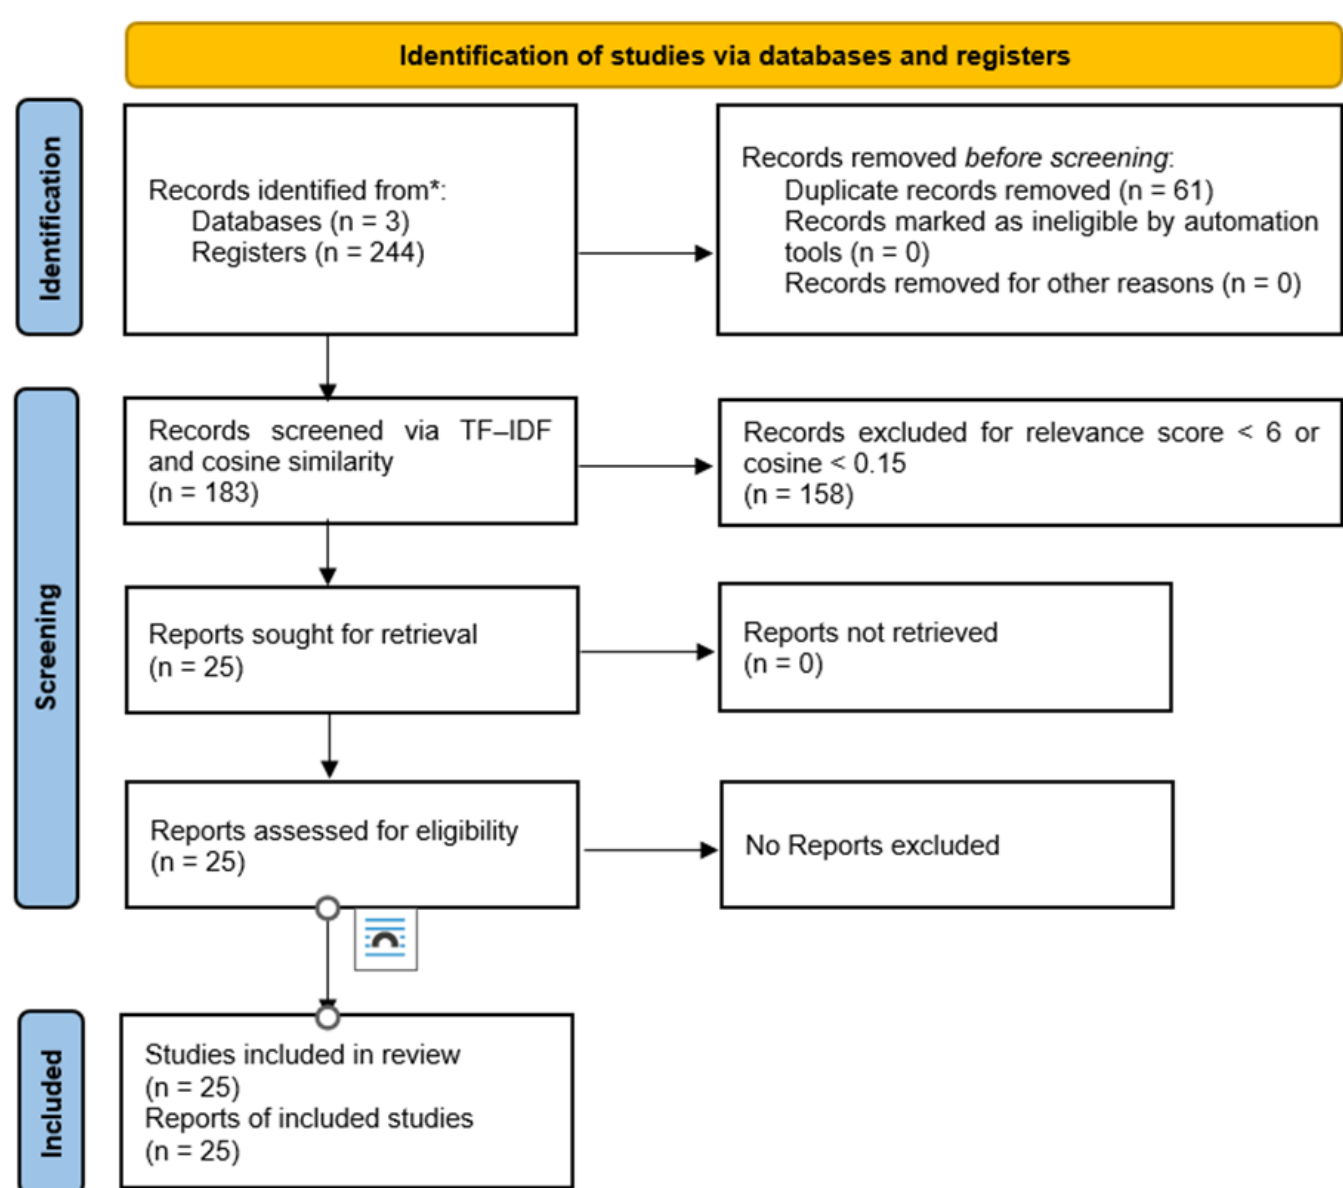 Identification of studies via databases and registers
Identification
Records identified from*:
Databases (n = 3)
Registers (n = 244)
Records removed before screening:
Duplicate records removed (n = 61)
Records marked as ineligible by automation
tools (n = 0)
Records removed for other reasons (n = 0)
Screening
Records screened via TF–IDF
and cosine similarity
(n = 183)
Records excluded for relevance score < 6 or
cosine < 0.15
(n = 158)
Reports sought for retrieval
(n = 25)
Reports not retrieved
(n = 0)
Reports assessed for eligibility
(n = 25)
No Reports excluded
Included
Studies included in review
(n = 25)
Reports of included studies
(n = 25)